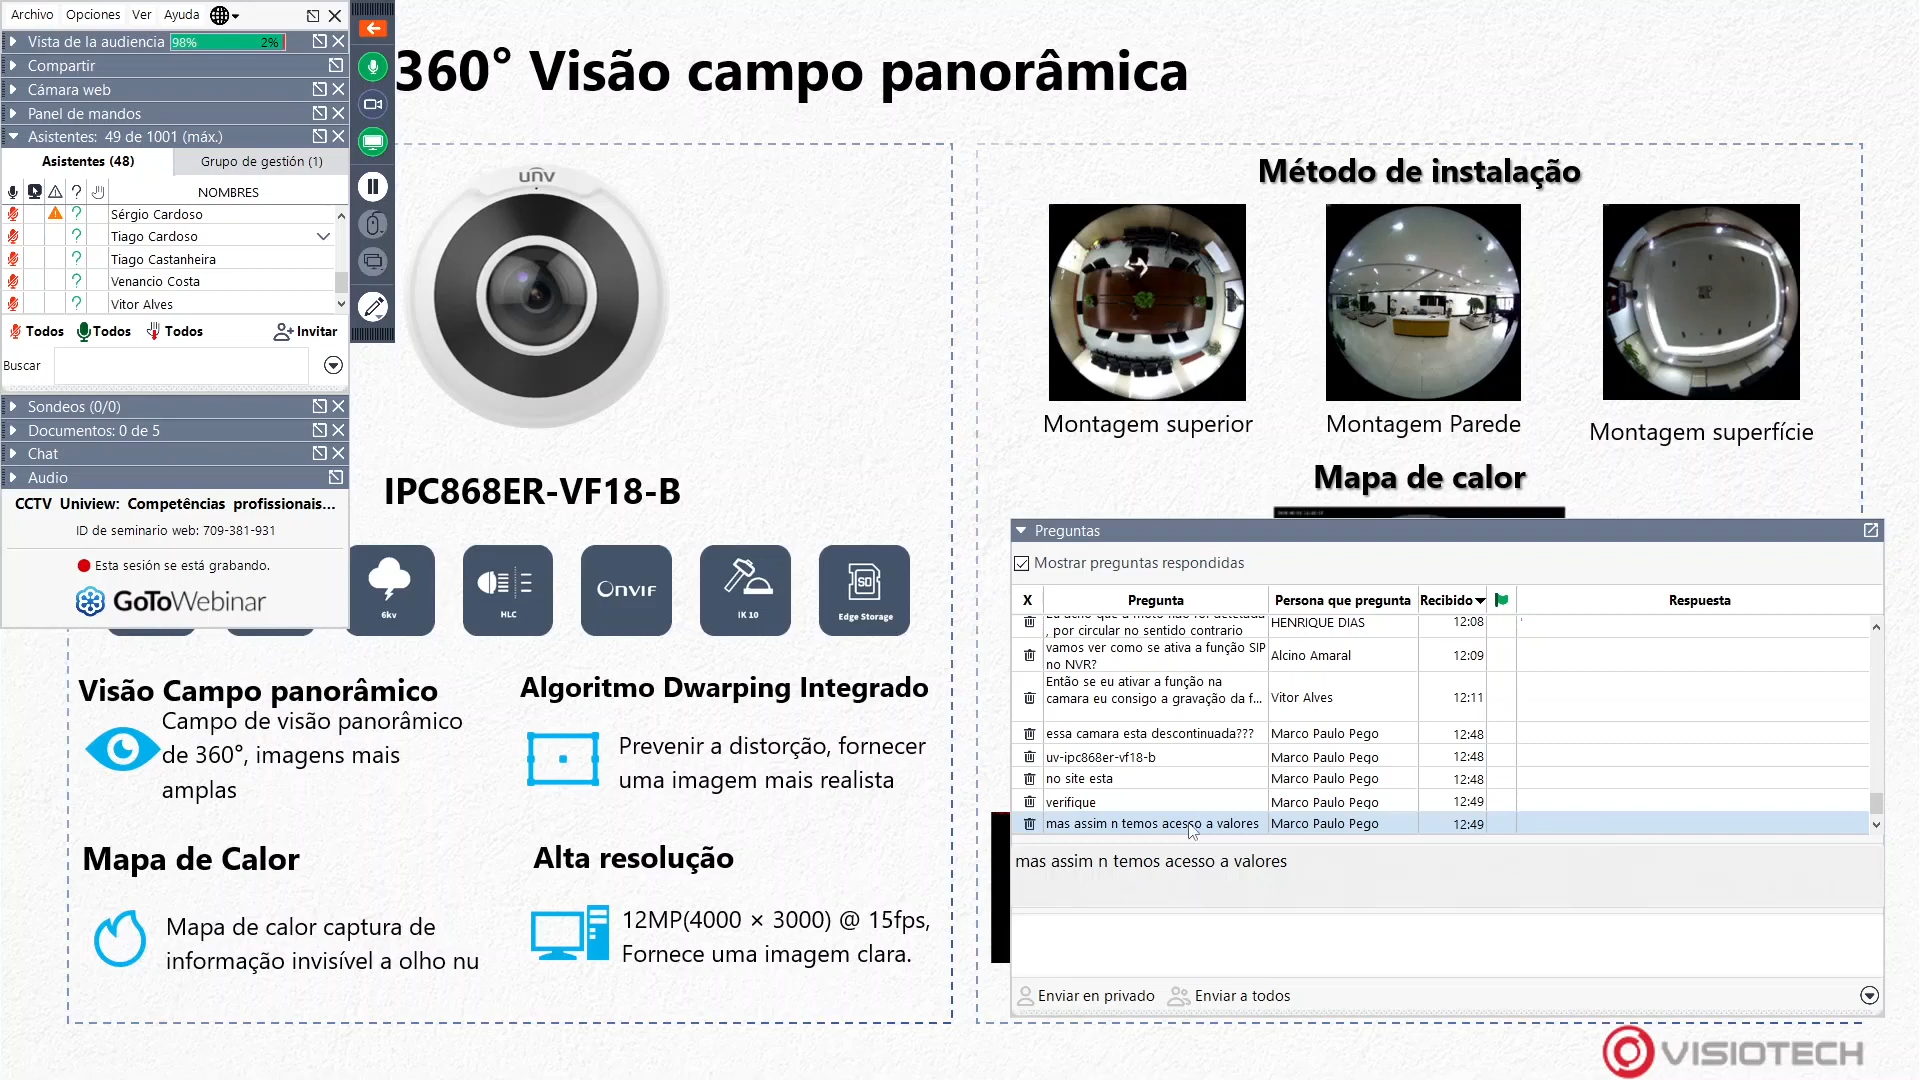 Archivo Opciones Ver Ayuda
Vista de la audiencia 98% 2%
Compartir
Cámara web
Panel de mandos
Asistentes: 49 de 1001 (máx.)
Asistentes (48) Grupo de gestión (1)
NOMBRES
Sérgio Cardoso
Tiago Cardoso
Tiago Castanheira
Venancio Costa
Vitor Alves
Todos Todos Todos Invitar
Buscar
Sondeos (0/0)
Documentos: 0 de 5
Chat
Audio
CCTV Uniview: Competências profissionais...
ID de seminario web: 709-381-931
Esta sesión se está grabando.
GoToWebinar
360° Visão campo panorâmica
unv
IPC868ER-VF18-B
6kv
HLC
ONVIF
IK 10
SD
Edge Storage
Visão Campo panorâmico
Campo de visão panorâmico
de 360°, imagens mais
amplas
Algoritmo Dwarping Integrado
Prevenir a distorção, fornecer
uma imagem mais realista
Mapa de Calor
Mapa de calor captura de
informação invisível a olho nu
Alta resolução
12MP(4000 × 3000) @ 15fps,
Fornece uma imagem clara.
Método de instalação
Montagem superior
Montagem Parede
Montagem superfície
Mapa de calor
Preguntas
Mostrar preguntas respondidas
X Pregunta Persona que pregunta Recibido Respuesta
, por circular no sentido contrario HENRIQUE DIAS 12:08
vamos ver como se ativa a função SIP
no NVR? Alcino Amaral 12:09
Então se eu ativar a função na
camara eu consigo a gravação da f... Vitor Alves 12:11
essa camara esta descontinuada??? Marco Paulo Pego 12:48
uv-ipc868er-vf18-b Marco Paulo Pego 12:48
no site esta Marco Paulo Pego 12:48
verifique Marco Paulo Pego 12:49
mas assim n temos acesso a valores Marco Paulo Pego 12:49
mas assim n temos acesso a valores
Enviar en privado Enviar a todos
VISIOTECH